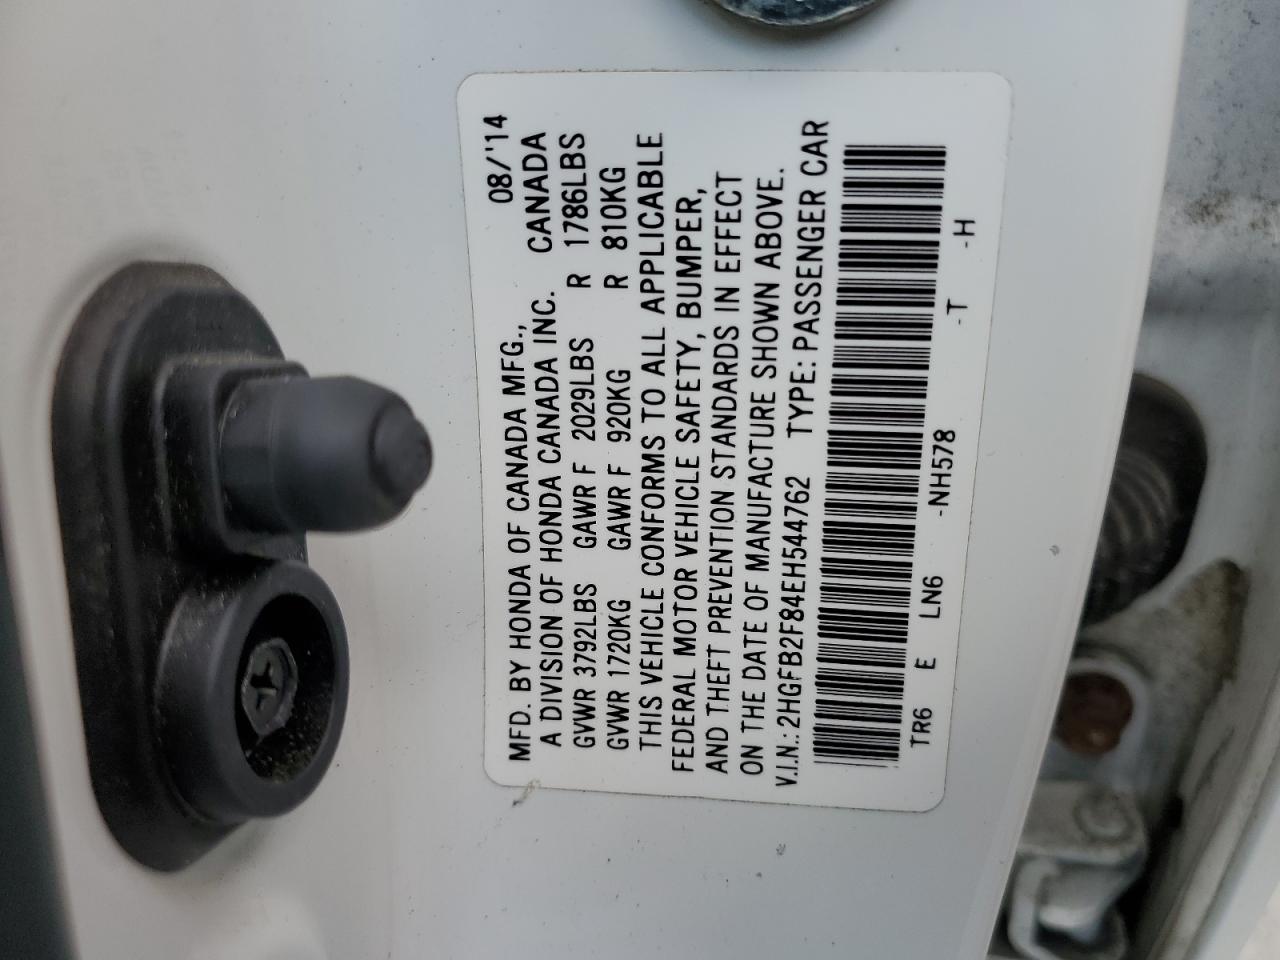 MFD. BY HONDA OF CANADA MFG., 08/'14
A DIVISION OF HONDA CANADA INC. CANADA
GVWR 3792LBS GAWR F 2029LBS R 1786LBS
GVWR 1720KG GAWR F 920KG R 810KG
THIS VEHICLE CONFORMS TO ALL APPLICABLE
FEDERAL MOTOR VEHICLE SAFETY, BUMPER,
AND THEFT PREVENTION STANDARDS IN EFFECT
ON THE DATE OF MANUFACTURE SHOWN ABOVE.
V.I.N.: 2HGFB2F84EH544762 TYPE: PASSENGER CAR
TR6 E LN6 -NH578 -T -H